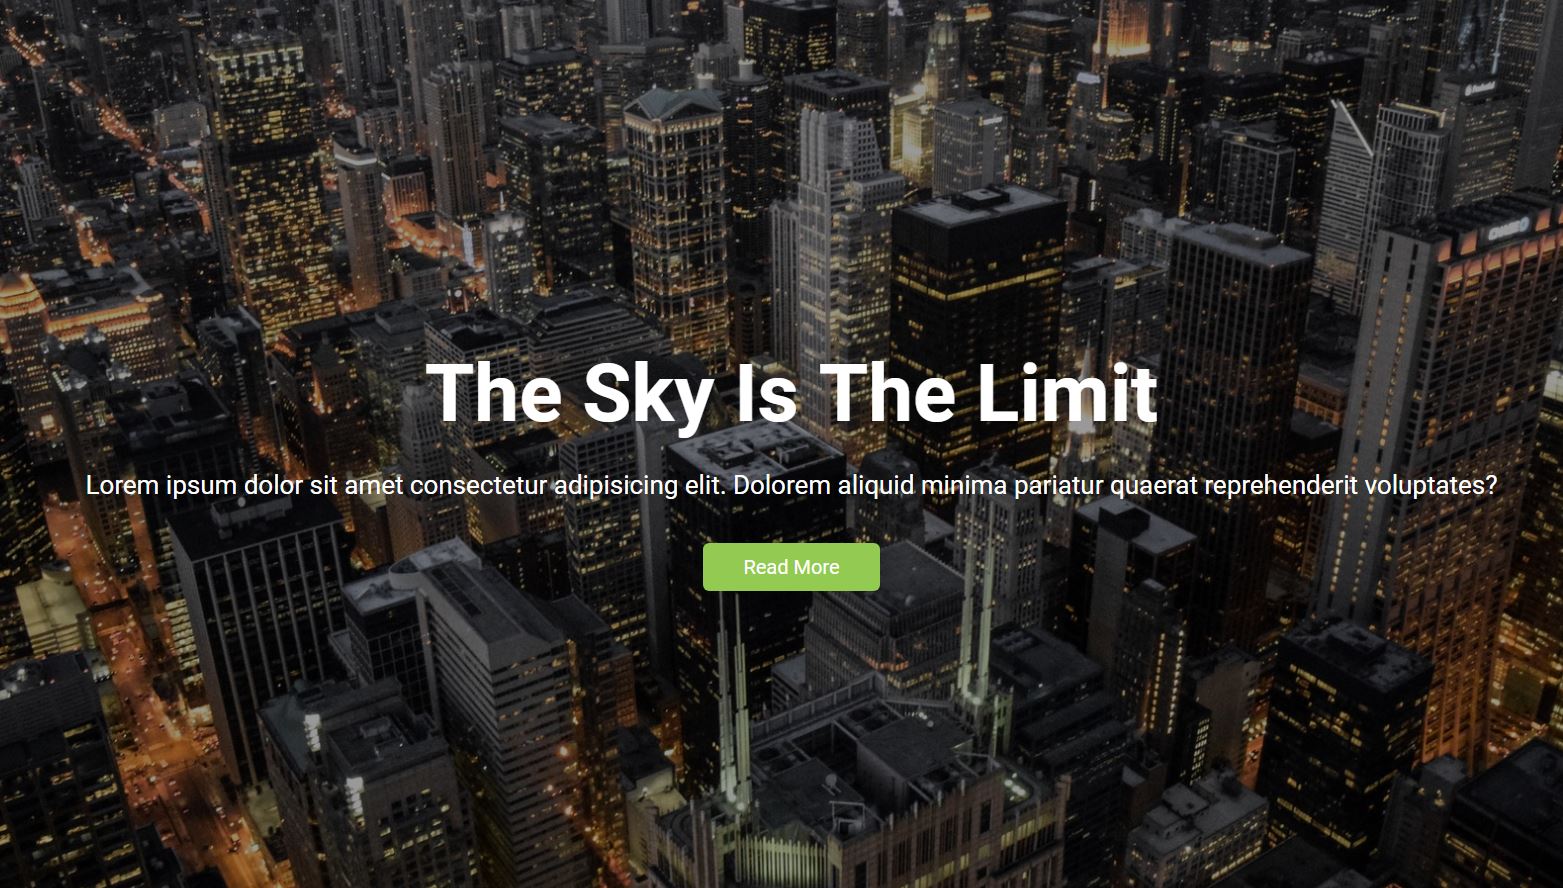 The Sky Is The Limit
Lorem ipsum dolor sit amet consectetur adipisicing elit. Dolorem aliquid minima pariatur quaerat reprehenderit voluptates?
Read More